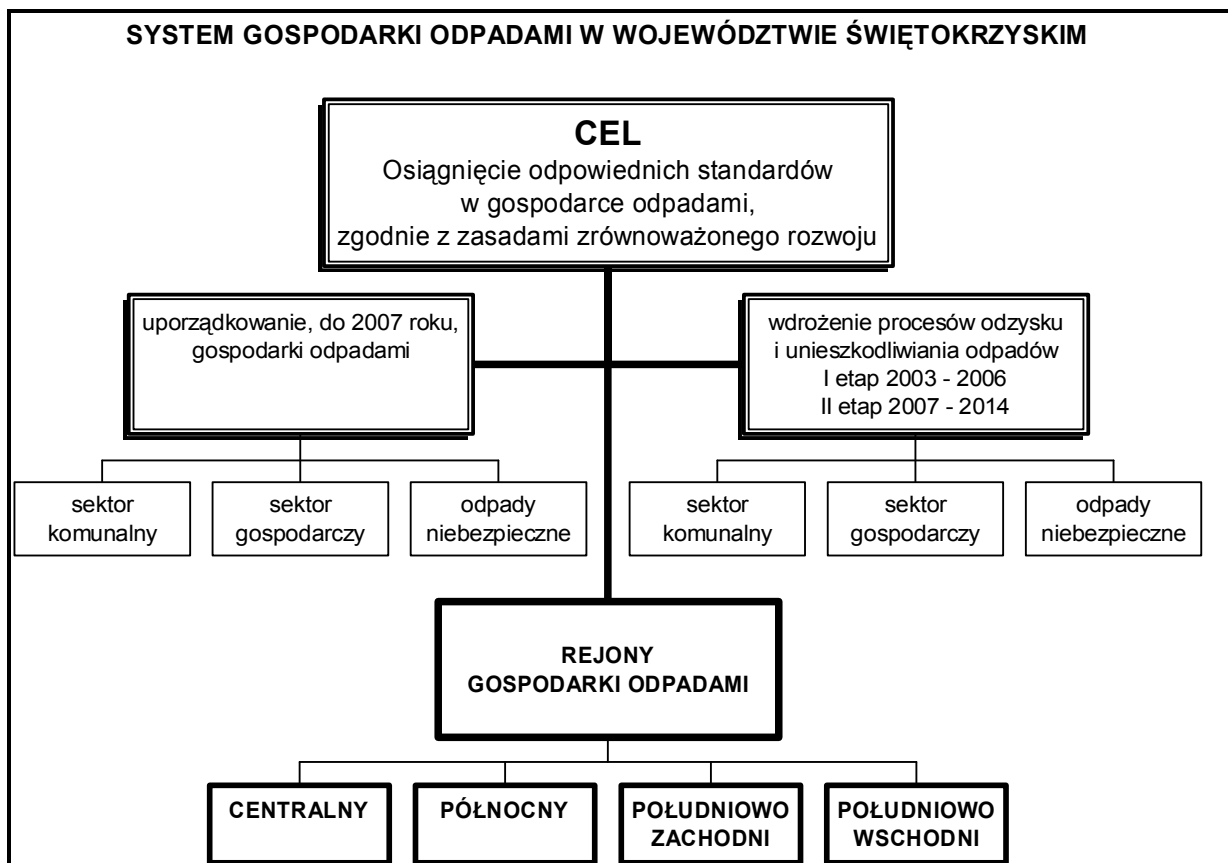 SYSTEM GOSPODARKI ODPADAMI W WOJEWÓDZTWIE ŚWIĘTOKRZYSKIM
CEL
Osiągnięcie odpowiednich standardów
w gospodarce odpadami,
zgodnie z zasadami zrównoważonego rozwoju
uporządkowanie, do 2007 roku,
gospodarki odpadami
wdrożenie procesów odzysku
i unieszkodliwiania odpadów
I etap 2003 - 2006
II etap 2007 - 2014
sektor
komunalny
sektor
gospodarczy
odpady
niebezpieczne
sektor
komunalny
sektor
gospodarczy
odpady
niebezpieczne
REJONY
GOSPODARKI ODPADAMI
CENTRALNY
PÓŁNOCNY
POŁUDNIOWO
ZACHODNI
POŁUDNIOWO
WSCHODNI